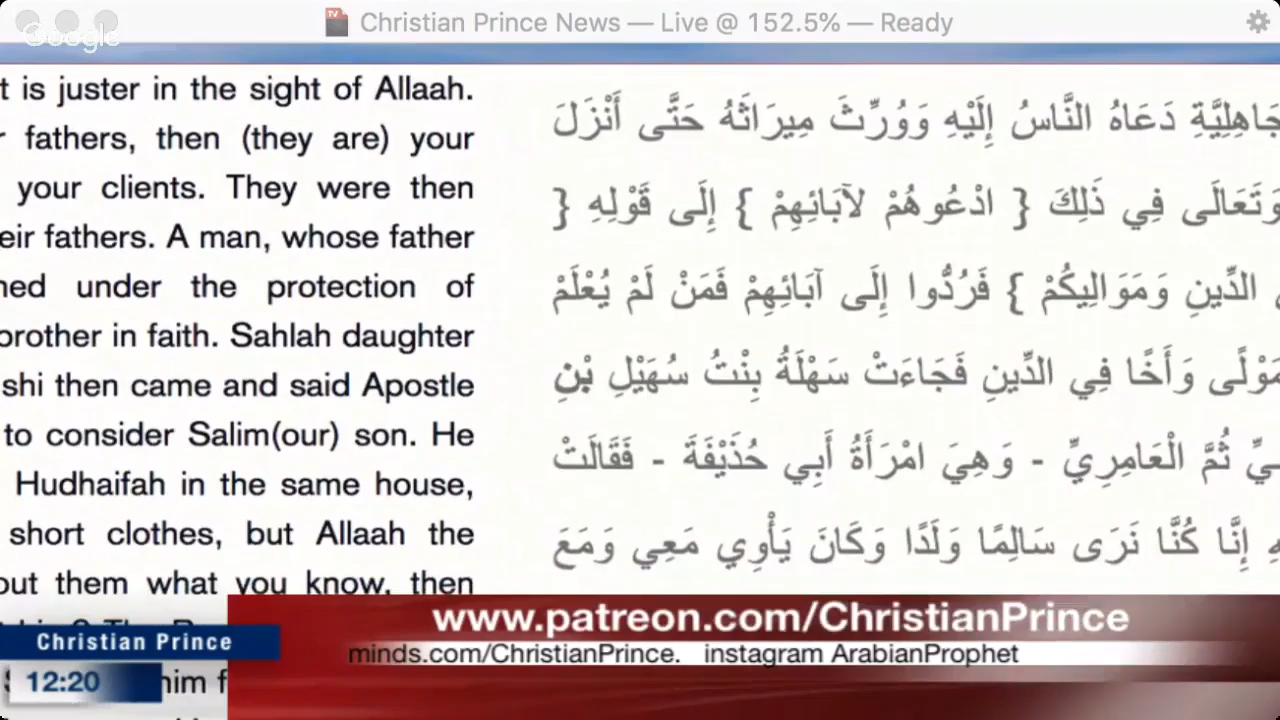 Christian Prince News — Live @ 152.5% — Ready
Google
t is juster in the sight of Allaah.
r fathers, then (they are) your
your clients. They were then
eir fathers. A man, whose father
ned under the protection of
brother in faith. Sahlah daughter
shi then came and said Apostle
to consider Salim(our) son. He
Hudhaifah in the same house,
short clothes, but Allaah the
out them what you know, then
him f
جَاهِلِيَّةِ دَعَاهُ النَّاسُ إِلَيْهِ وَوُرِّثَ مِيرَاثَهُ حَتَّى أَنْزَلَ
وَتَعَالَى فِي ذَلِكَ { ادْعُوهُمْ لآبَائِهِمْ } إِلَى قَوْلِهِ {
الدِّينِ وَمَوَالِيكُمْ } فَرُدُّوا إِلَى آبَائِهِمْ فَمَنْ لَمْ يُعْلَمْ
مَوْلًى وَأَخًا فِي الدِّينِ فَجَاءَتْ سَهْلَةُ بِنْتُ سُهَيْلِ بْنِ
يِّ ثُمَّ الْعَامِرِيِّ - وَهِيَ امْرَأَةُ أَبِي حُذَيْفَةَ - فَقَالَتْ
هِ إِنَّا كُنَّا نَرَى سَالِمًا وَلَدًا وَكَانَ يَأْوِي مَعِي وَمَعَ
www.patreon.com/ChristianPrince
Christian Prince
minds.com/ChristianPrince. instagram ArabianProphet
12:20